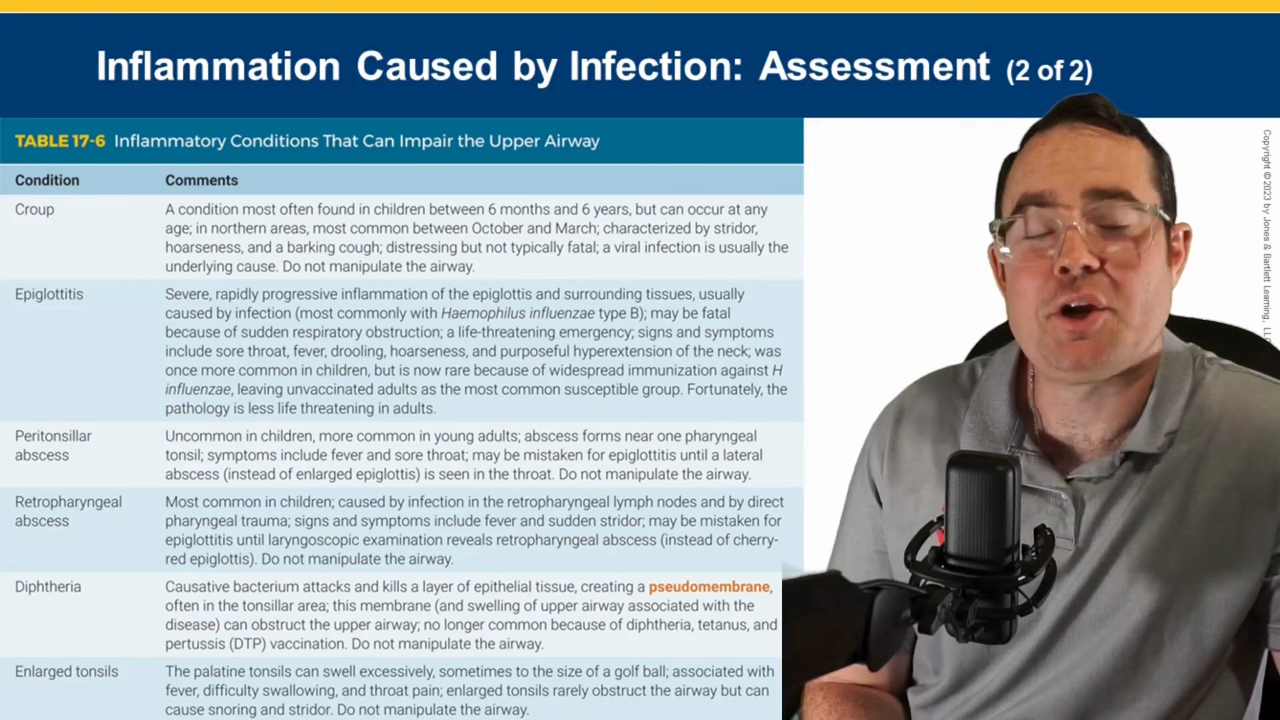 Inflammation Caused by Infection: Assessment (2 of 2)
TABLE 17-6 Inflammatory Conditions That Can Impair the Upper Airway
Condition Comments
Croup A condition most often found in children between 6 months and 6 years, but can occur at any
age; in northern areas, most common between October and March; characterized by stridor,
hoarseness, and a barking cough; distressing but not typically fatal; a viral infection is usually the
underlying cause. Do not manipulate the airway.
Epiglottitis Severe, rapidly progressive inflammation of the epiglottis and surrounding tissues, usually
caused by infection (most commonly with Haemophilus influenzae type B); may be fatal
because of sudden respiratory obstruction; a life-threatening emergency; signs and symptoms
include sore throat, fever, drooling, hoarseness, and purposeful hyperextension of the neck; was
once more common in children, but is now rare because of widespread immunization against H
influenzae, leaving unvaccinated adults as the most common susceptible group. Fortunately, the
pathology is less life threatening in adults.
Peritonsillar Uncommon in children, more common in young adults; abscess forms near one pharyngeal
abscess tonsil; symptoms include fever and sore throat; may be mistaken for epiglottitis until a lateral
abscess (instead of enlarged epiglottis) is seen in the throat. Do not manipulate the airway.
Retropharyngeal Most common in children; caused by infection in the retropharyngeal lymph nodes and by direct
abscess pharyngeal trauma; signs and symptoms include fever and sudden stridor; may be mistaken for
epiglottitis until laryngoscopic examination reveals retropharyngeal abscess (instead of cherry-
red epiglottis). Do not manipulate the airway.
Diphtheria Causative bacterium attacks and kills a layer of epithelial tissue, creating a pseudomembrane,
often in the tonsillar area; this membrane (and swelling of upper airway associated with the
disease) can obstruct the upper airway; no longer common because of diphtheria, tetanus, and
pertussis (DTP) vaccination. Do not manipulate the airway.
Enlarged tonsils The palatine tonsils can swell excessively, sometimes to the size of a golf ball; associated with
fever, difficulty swallowing, and throat pain; enlarged tonsils rarely obstruct the airway but can
cause snoring and stridor. Do not manipulate the airway.
Copyright © 2023 by Jones & Bartlett Learning,